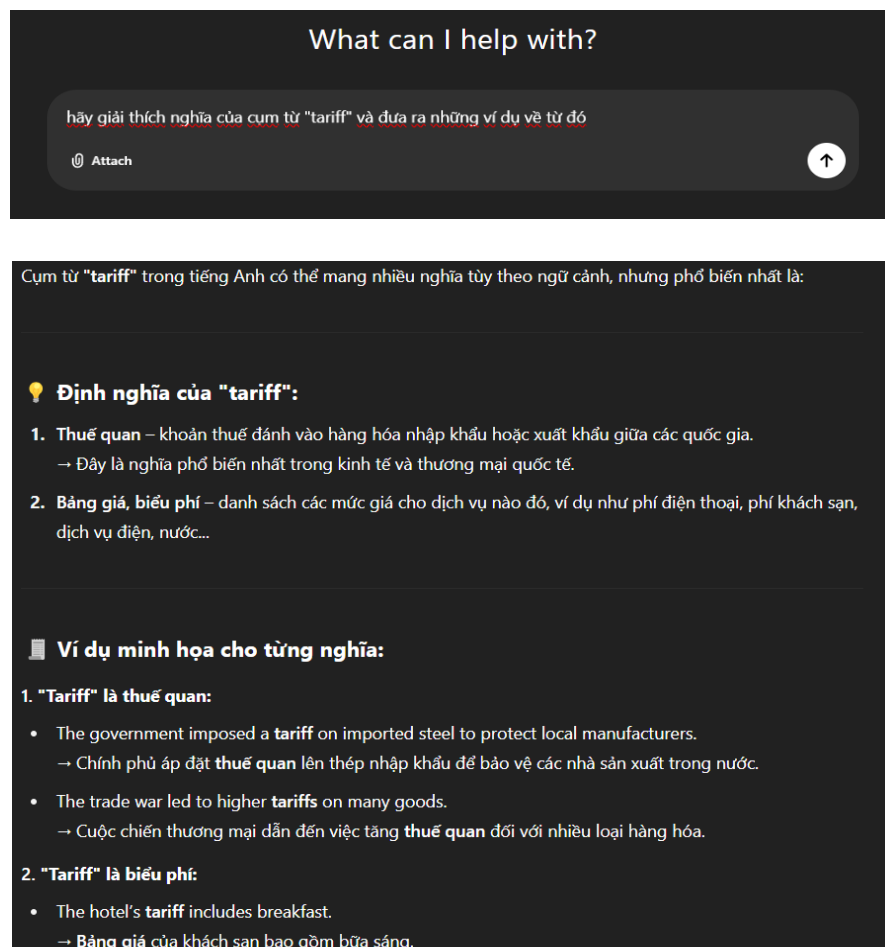 What can I help with?
hãy giải thích nghĩa của cụm từ "tariff" và đưa ra những ví dụ về từ đó
Attach
Cụm từ "tariff" trong tiếng Anh có thể mang nhiều nghĩa tùy theo ngữ cảnh, nhưng phổ biến nhất là:
💡 Định nghĩa của "tariff":
1. Thuế quan – khoản thuế đánh vào hàng hóa nhập khẩu hoặc xuất khẩu giữa các quốc gia.
→ Đây là nghĩa phổ biến nhất trong kinh tế và thương mại quốc tế.
2. Bảng giá, biểu phí – danh sách các mức giá cho dịch vụ nào đó, ví dụ như phí điện thoại, phí khách sạn,
dịch vụ điện, nước...
🧾 Ví dụ minh họa cho từng nghĩa:
1. "Tariff" là thuế quan:
• The government imposed a tariff on imported steel to protect local manufacturers.
→ Chính phủ áp đặt thuế quan lên thép nhập khẩu để bảo vệ các nhà sản xuất trong nước.
• The trade war led to higher tariffs on many goods.
→ Cuộc chiến thương mại dẫn đến việc tăng thuế quan đối với nhiều loại hàng hóa.
2. "Tariff" là biểu phí:
• The hotel’s tariff includes breakfast.
→ Bảng giá của khách sạn bao gồm bữa sáng.